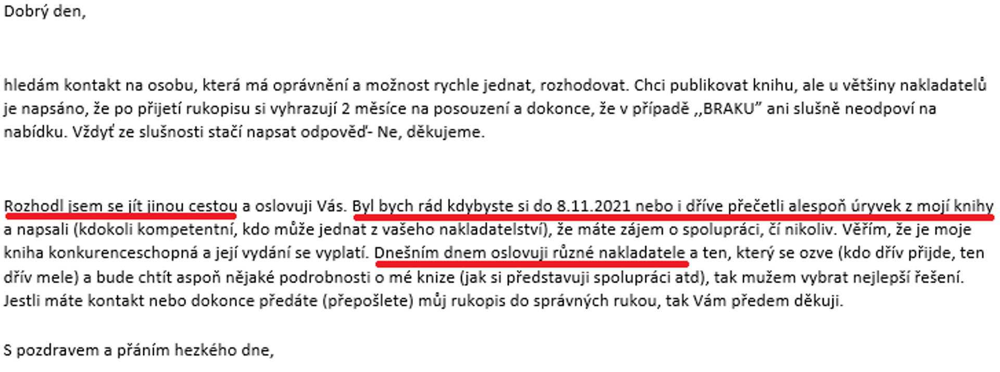 Dobrý den,
hledám kontakt na osobu, která má oprávnění a možnost rychle jednat, rozhodovat. Chci publikovat knihu, ale u většiny nakladatelů
je napsáno, že po přijetí rukopisu si vyhrazují 2 měsíce na posouzení a dokonce, že v případě ,,BRAKU” ani slušně neodpoví na
nabídku. Vždyť ze slušnosti stačí napsat odpověď- Ne, děkujeme.
Rozhodl jsem se jít jinou cestou a oslovuji Vás. Byl bych rád kdybyste si do 8.11.2021 nebo i dříve přečetli alespoň úryvek z mojí knihy
a napsali (kdokoli kompetentní, kdo může jednat z vašeho nakladatelství), že máte zájem o spolupráci, čí nikoliv. Věřím, že je moje
kniha konkurenceschopná a její vydání se vyplatí. Dnešním dnem oslovuji různé nakladatele a ten, který se ozve (kdo dřív přijde, ten
dřív mele) a bude chtít aspoň nějaké podrobnosti o mé knize (jak si představuji spolupráci atd), tak mužem vybrat nejlepší řešení.
Jestli máte kontakt nebo dokonce předáte (přepošlete) můj rukopis do správných rukou, tak Vám předem děkuji.
S pozdravem a přáním hezkého dne,